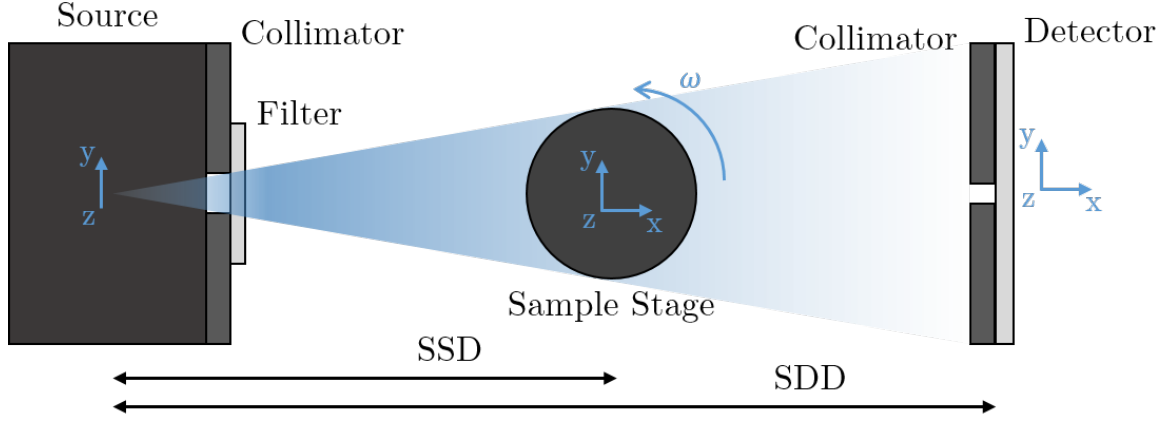 Source
Collimator
Collimator
Detector
Filter
ω
y
z
y
z
x
y
z
x
Sample Stage
SSD
SDD